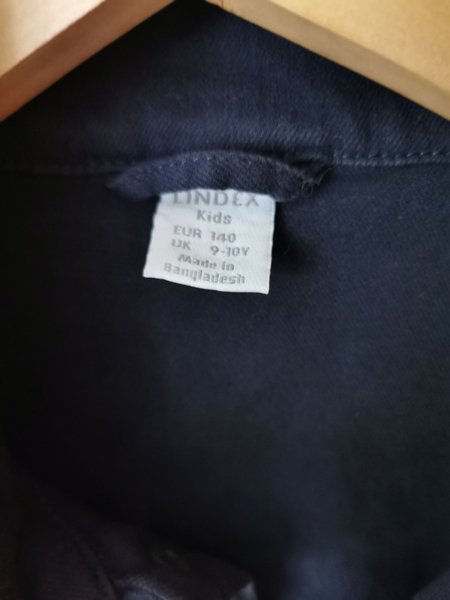 LINDEX
Kids
EUR 140
UK 9-10Y
Made in
Bangladesh